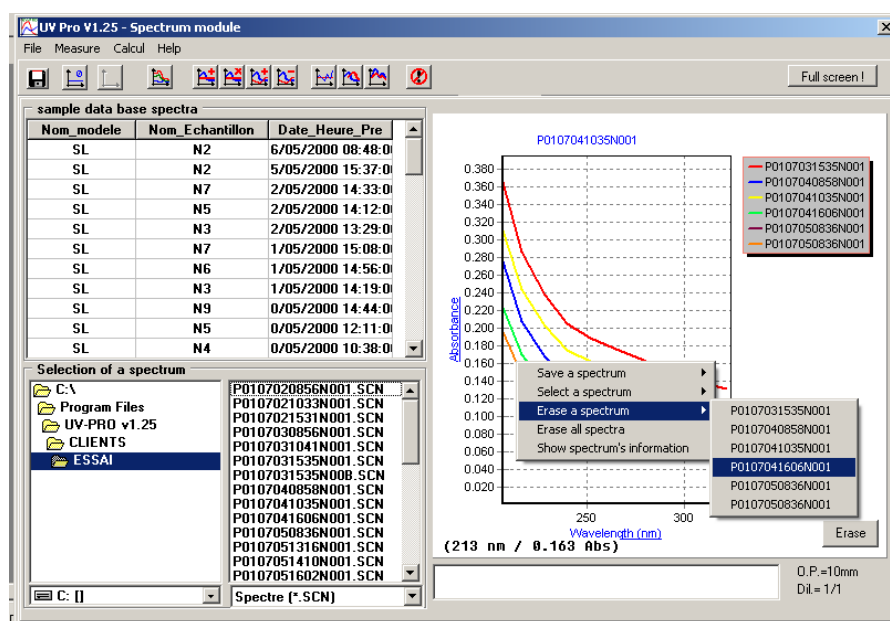 UV Pro V1.25 - Spectrum module
File Measure Calcul Help
Full screen !
sample data base spectra
Nom_modele Nom_Echantillon Date_Heure_Pre
SL N2 6/05/2000 08:48:0
SL N2 5/05/2000 15:37:0
SL N7 2/05/2000 14:33:0
SL N5 2/05/2000 14:12:0
SL N3 2/05/2000 13:29:0
SL N7 1/05/2000 15:08:0
SL N6 1/05/2000 14:56:0
SL N3 1/05/2000 14:19:0
SL N9 0/05/2000 14:44:0
SL N5 0/05/2000 12:11:0
SL N4 0/05/2000 10:38:0
Selection of a spectrum
C:\
Program Files
UV-PRO v1.25
CLIENTS
ESSAI
C: []
P0107020856N001.SCN
P0107021033N001.SCN
P0107021531N001.SCN
P0107030856N001.SCN
P0107031041N001.SCN
P0107031535N001.SCN
P0107031535N00B.SCN
P0107040858N001.SCN
P0107041035N001.SCN
P0107041606N001.SCN
P0107050836N001.SCN
P0107051316N001.SCN
P0107051410N001.SCN
P0107051602N001.SCN
Spectre (*.SCN)
P0107041035N001
0.380
0.360
0.340
0.320
0.300
0.280
0.260
0.240
0.220
0.200
0.180
0.160
0.140
0.120
0.100
0.080
0.060
0.040
0.020
Absorbance
250 300
Wavelength (nm)
(213 nm / 0.163 Abs)
P0107031535N001
P0107040858N001
P0107041035N001
P0107041606N001
P0107050836N001
P0107050836N001
Save a spectrum
Select a spectrum
Erase a spectrum
Erase all spectra
Show spectrum's information
P0107031535N001
P0107040858N001
P0107041035N001
P0107041606N001
P0107050836N001
P0107050836N001
Erase
O.P.=10mm
Dil.= 1/1